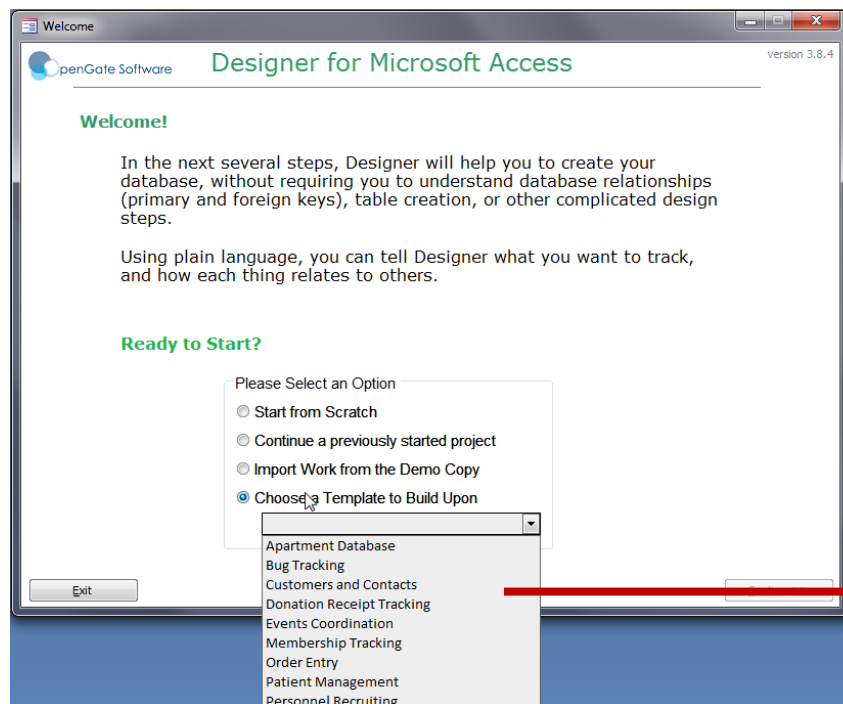 Welcome
penGate Software
Designer for Microsoft Access
version 3.8.4
Welcome!
In the next several steps, Designer will help you to create your
database, without requiring you to understand database relationships
(primary and foreign keys), table creation, or other complicated design
steps.
Using plain language, you can tell Designer what you want to track,
and how each thing relates to others.
Ready to Start?
Please Select an Option
Start from Scratch
Continue a previously started project
Import Work from the Demo Copy
Choose a Template to Build Upon
Apartment Database
Bug Tracking
Customers and Contacts
Donation Receipt Tracking
Events Coordination
Membership Tracking
Order Entry
Patient Management
Personnel Recruiting
Exit